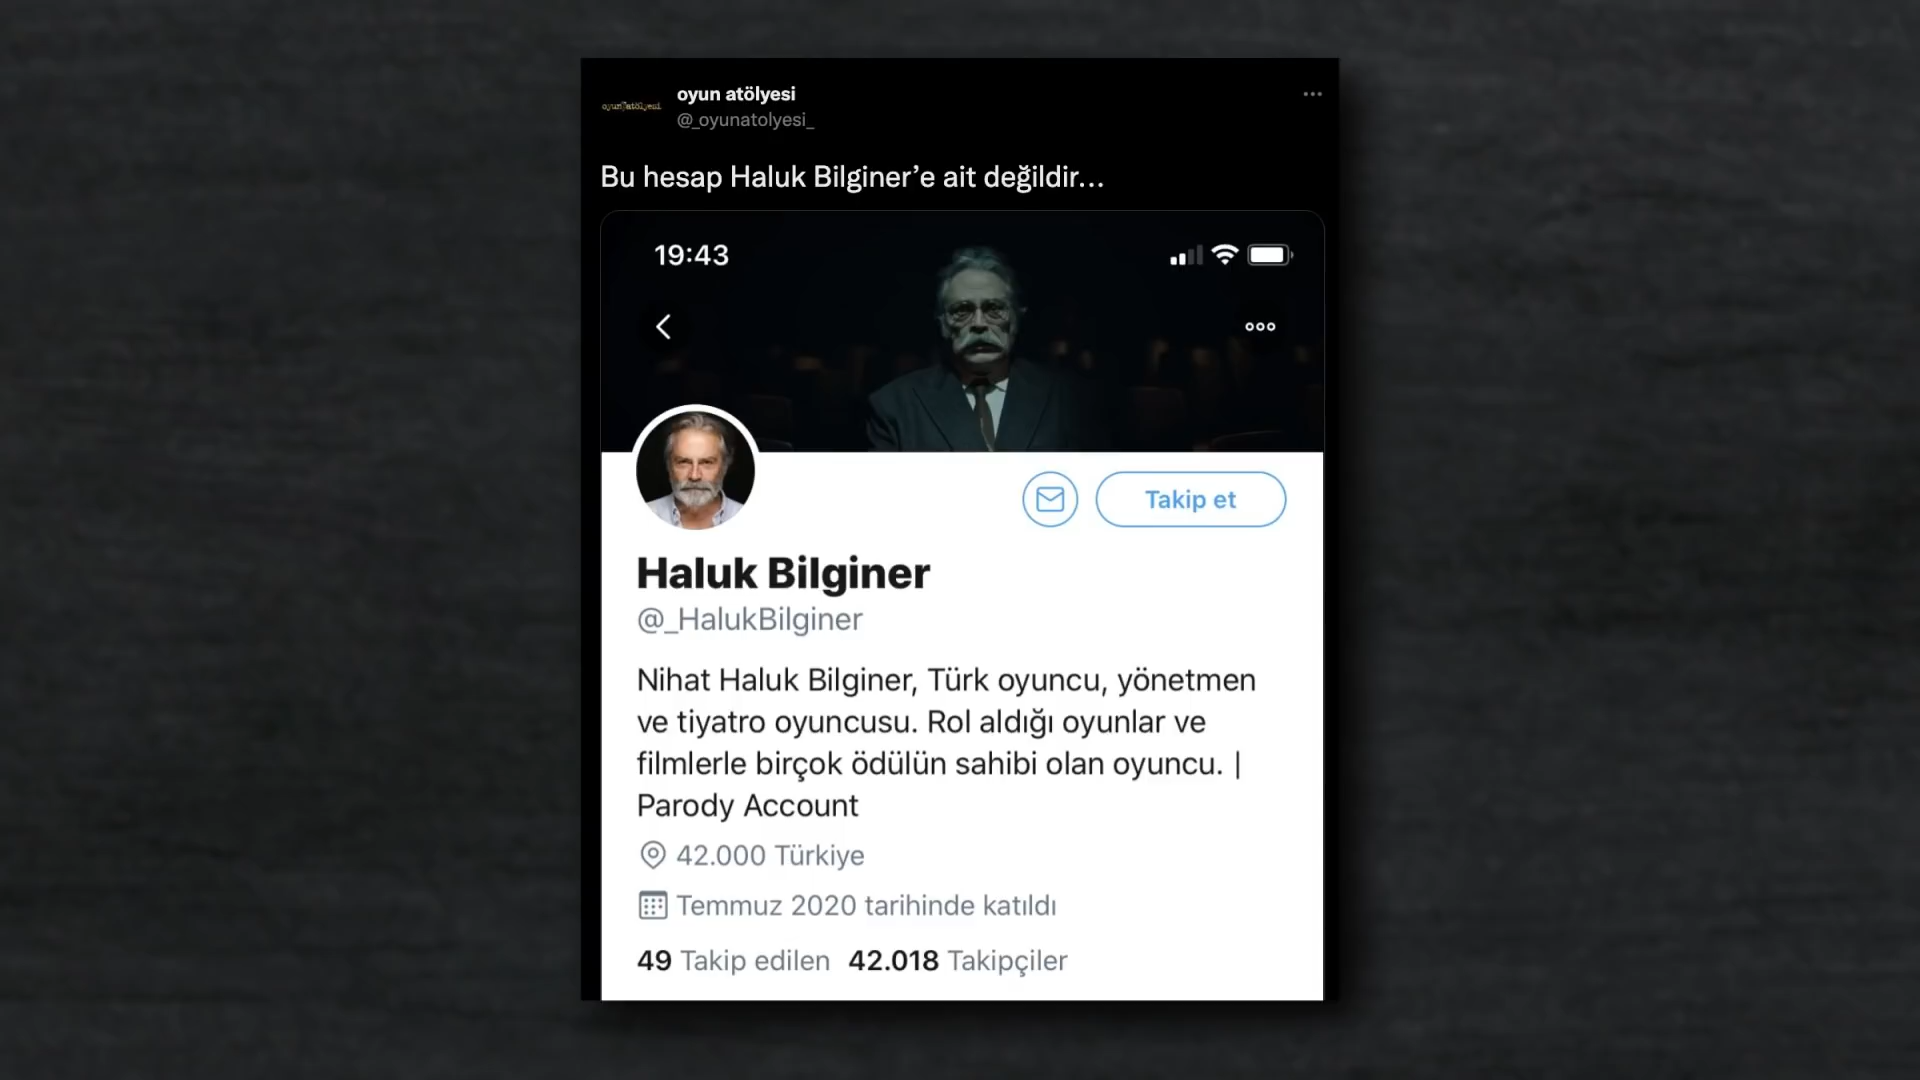 oyun atölyesi
oyun atölyesi
@_oyunatolyesi_
Bu hesap Haluk Bilginer’e ait değildir...
19:43
Takip et
Haluk Bilginer
@_HalukBilginer
Nihat Haluk Bilginer, Türk oyuncu, yönetmen
ve tiyatro oyuncusu. Rol aldığı oyunlar ve
filmlerle birçok ödülün sahibi olan oyuncu. |
Parody Account
42.000 Türkiye
Temmuz 2020 tarihinde katıldı
49 Takip edilen 42.018 Takipçiler